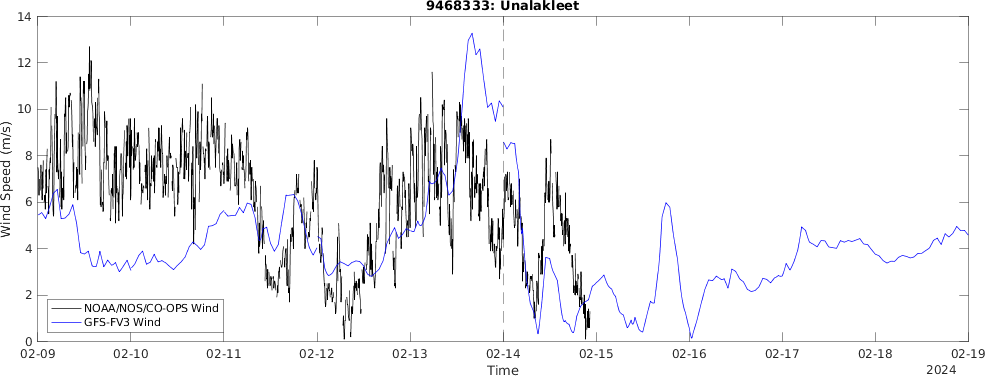 9468333: Unalakleet
Wind Speed (m/s)
14
12
10
8
6
4
2
0
NOAA/NOS/CO-OPS Wind
GFS-FV3 Wind
02-09 02-10 02-11 02-12 02-13 02-14 02-15 02-16 02-17 02-18 02-19
Time
2024